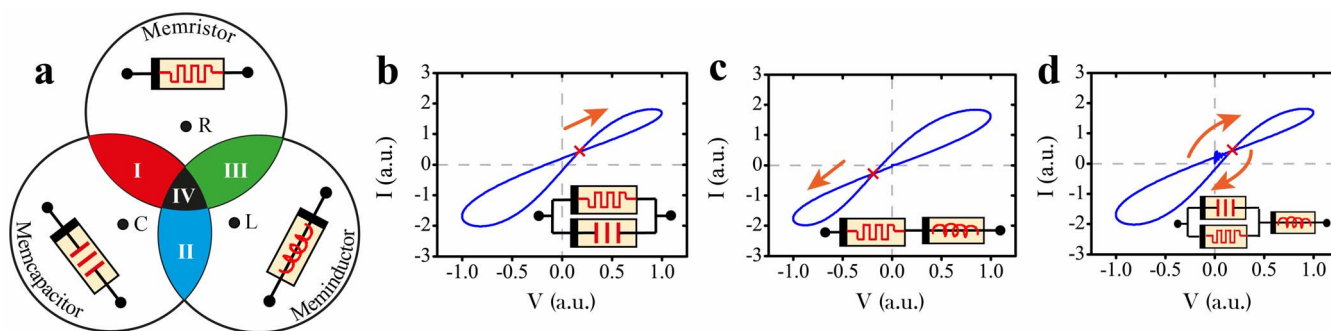 a
Memristor
R
I
III
IV
C
L
II
Memcapacitor
Meminductor
b
3
2
1
0
-1
-2
-3
I (a.u.)
-1.0
-0.5
0.0
0.5
1.0
V (a.u.)
c
3
2
1
0
-1
-2
-3
I (a.u.)
-1.0
-0.5
0.0
0.5
1.0
V (a.u.)
d
3
2
1
0
-1
-2
-3
I (a.u.)
-1.0
-0.5
0.0
0.5
1.0
V (a.u.)